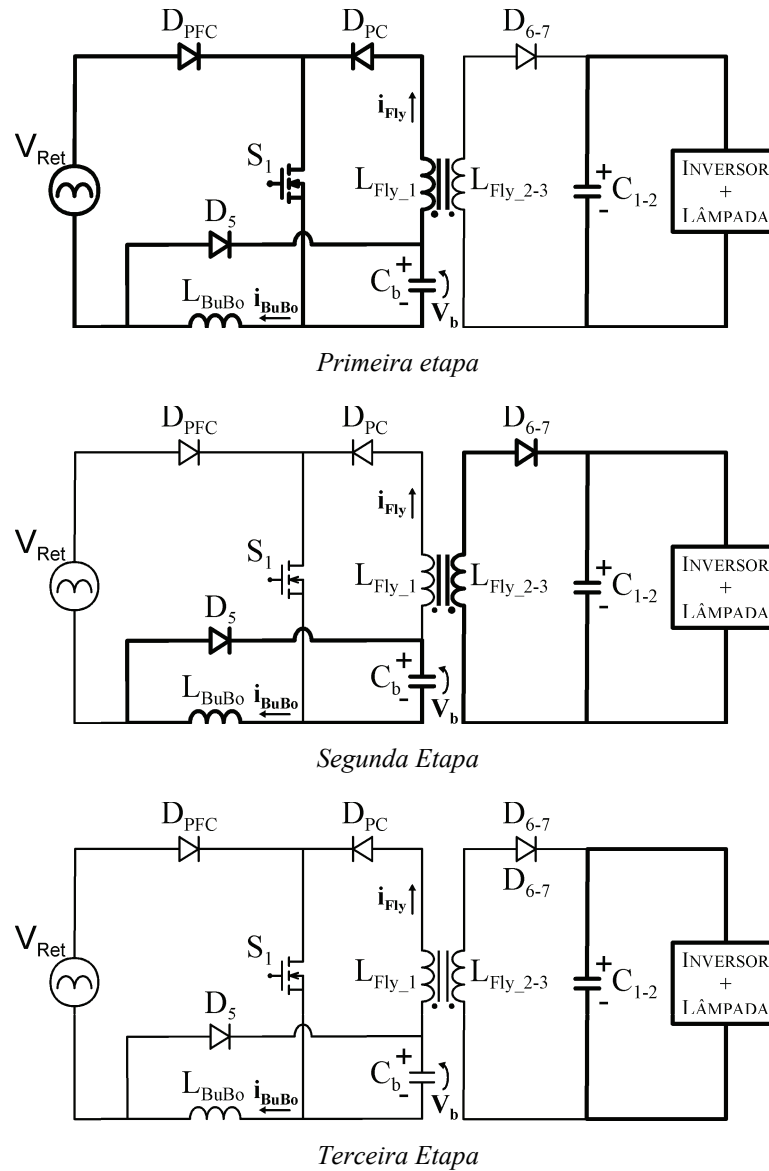 D_PFC D_PC D_6-7
i_Fly
V_Ret
S_1
L_Fly_1 L_Fly_2-3 + - C_1-2 INVERSOR + LÂMPADA
D_5
L_BuBo i_BuBo C_b + - V_b
Primeira etapa
D_PFC D_PC D_6-7
i_Fly
V_Ret
S_1
L_Fly_1 L_Fly_2-3 + - C_1-2 INVERSOR + LÂMPADA
D_5
L_BuBo i_BuBo C_b + - V_b
Segunda Etapa
D_PFC D_PC D_6-7
D_6-7
i_Fly
V_Ret
S_1
L_Fly_1 L_Fly_2-3 + - C_1-2 INVERSOR + LÂMPADA
D_5
L_BuBo i_BuBo C_b + - V_b
Terceira Etapa